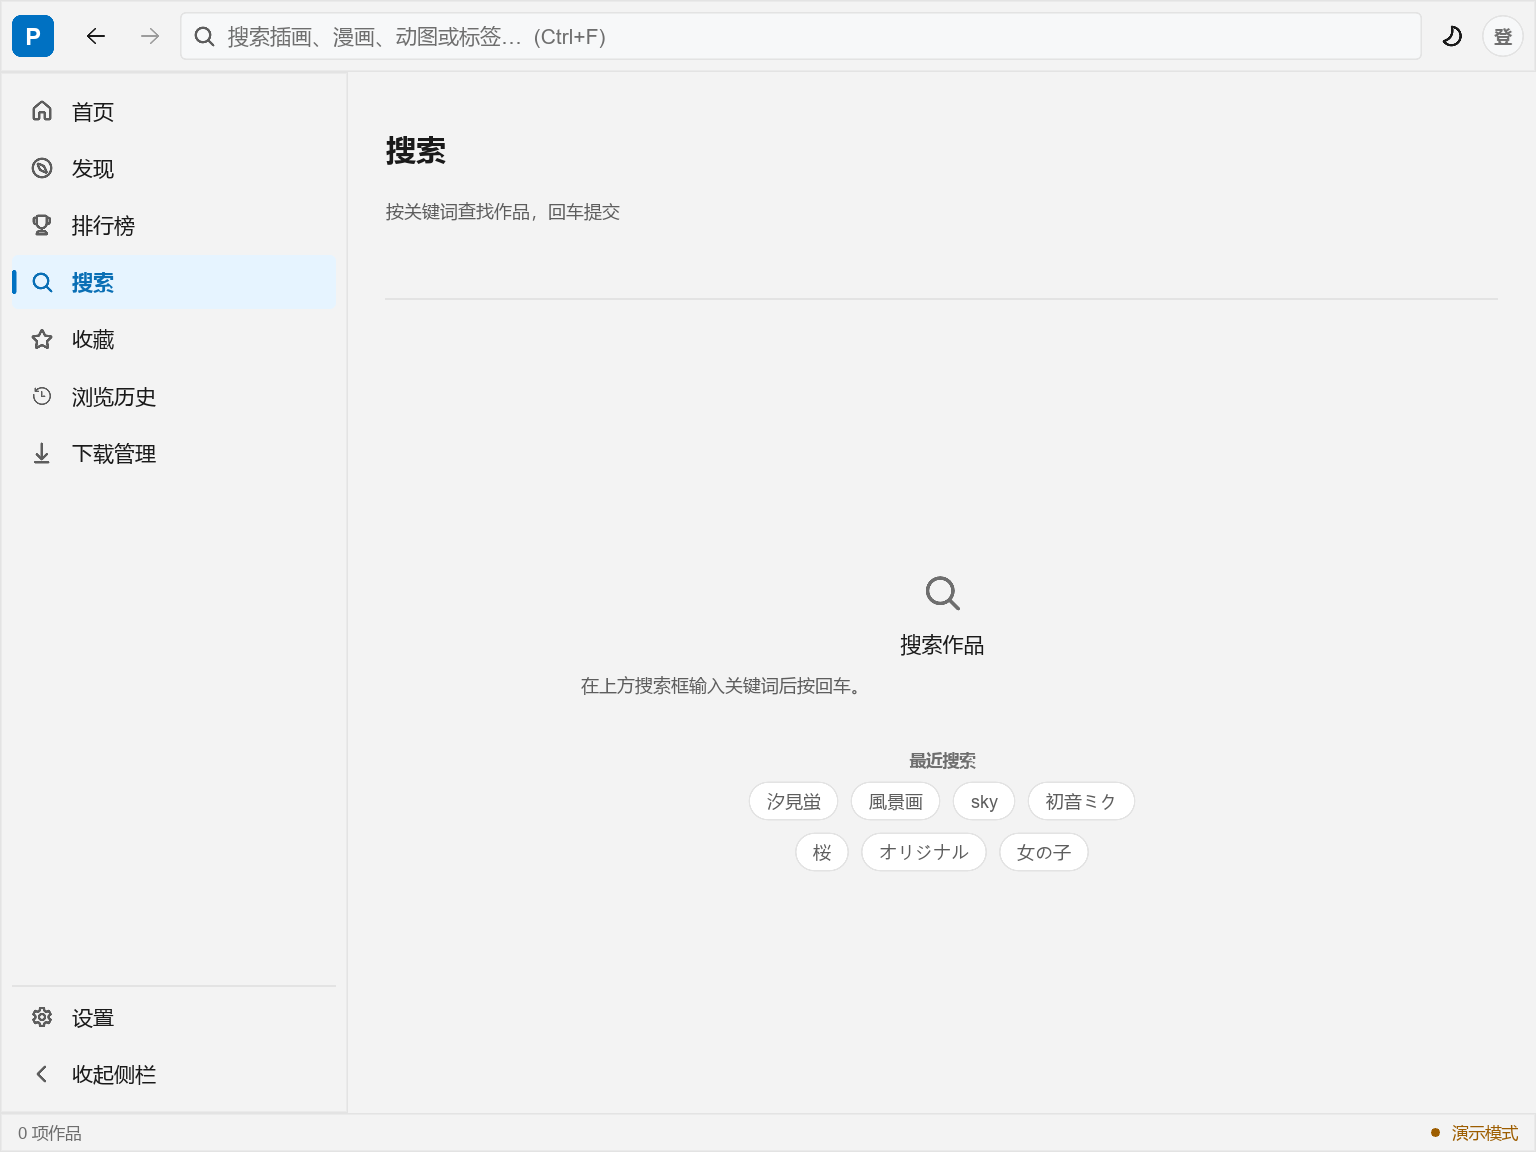 P
搜索插画、漫画、动图或标签… (Ctrl+F)
登
首页
发现
排行榜
搜索
收藏
浏览历史
下载管理
设置
收起侧栏
搜索
按关键词查找作品，回车提交
搜索作品
在上方搜索框输入关键词后按回车。
最近搜索
汐見蛍 風景画 sky 初音ミク
桜 オリジナル 女の子
0 项作品
演示模式